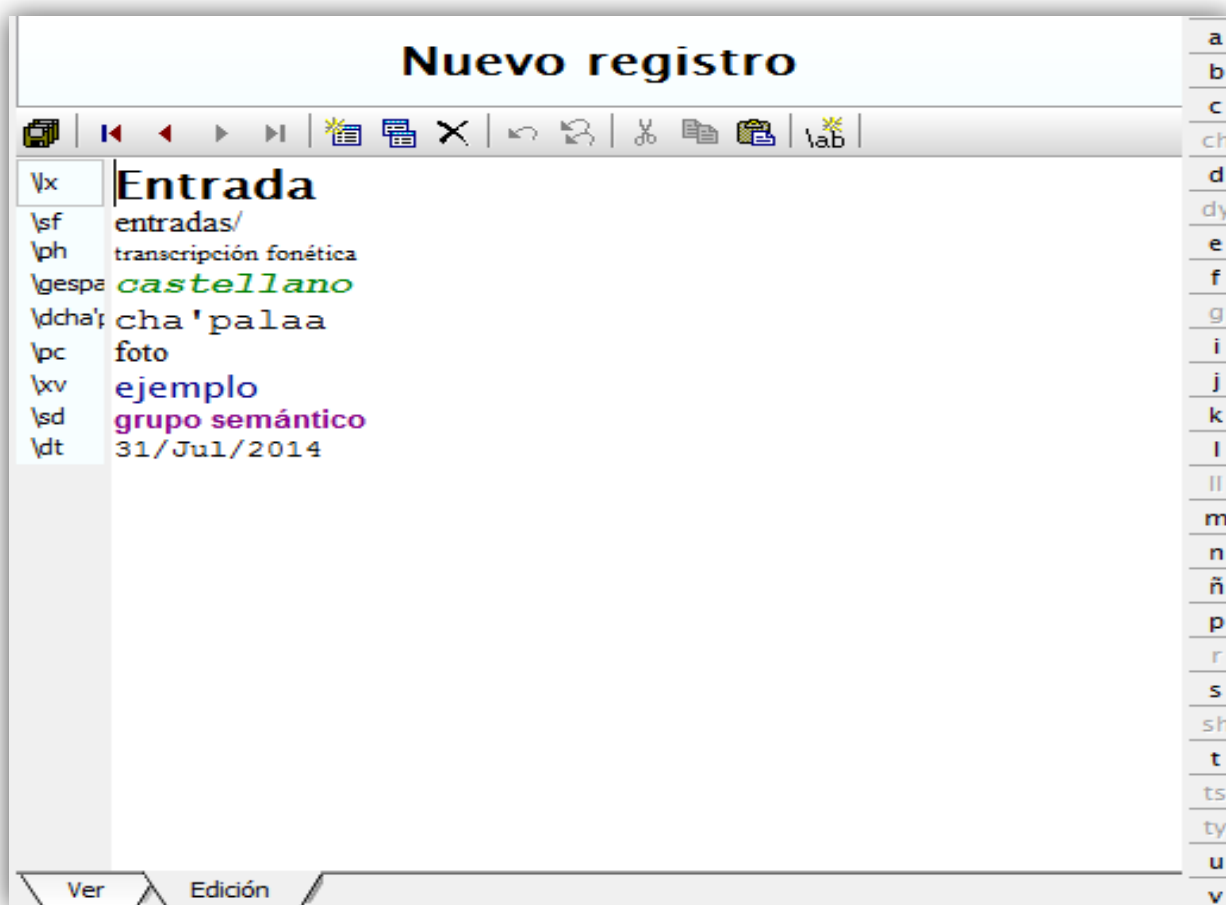 Nuevo registro
\ab
\lx Entrada
\sf entradas/
\ph transcripción fonética
\gespa castellano
\dcha'p cha'palaa
\pc foto
\xv ejemplo
\sd grupo semántico
\dt 31/Jul/2014
Ver Edición
a
b
c
ch
d
dy
e
f
g
i
j
k
l
ll
m
n
ñ
p
r
s
sh
t
ts
ty
u
v